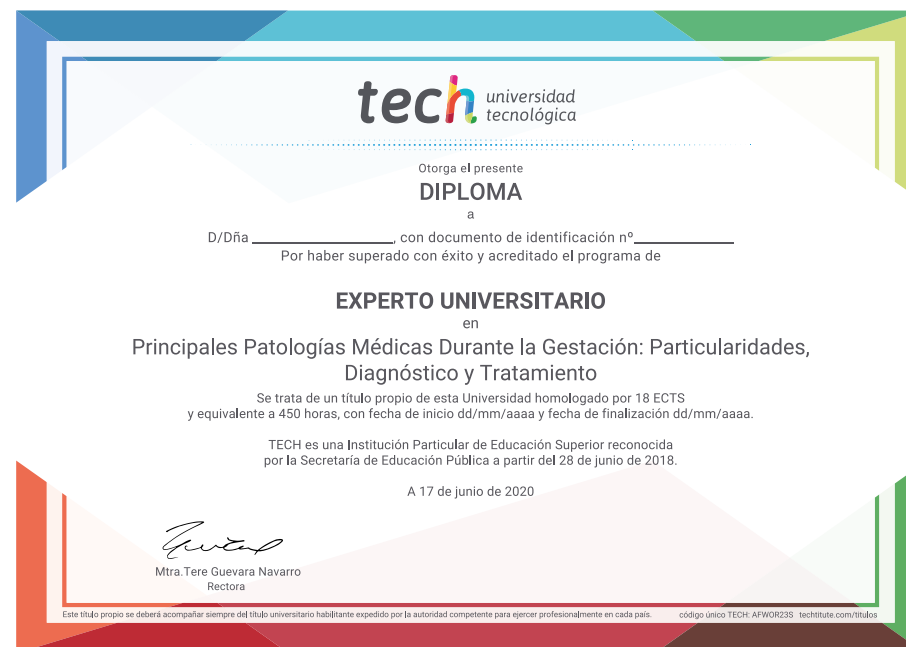 tech universidad
tecnológica
Otorga el presente
DIPLOMA
a
D/Dña ____________________, con documento de identificación nº______________
Por haber superado con éxito y acreditado el programa de
EXPERTO UNIVERSITARIO
en
Principales Patologías Médicas Durante la Gestación: Particularidades,
Diagnóstico y Tratamiento
Se trata de un título propio de esta Universidad homologado por 18 ECTS
y equivalente a 450 horas, con fecha de inicio dd/mm/aaaa y fecha de finalización dd/mm/aaaa.
TECH es una Institución Particular de Educación Superior reconocida
por la Secretaría de Educación Pública a partir del 28 de junio de 2018.
A 17 de junio de 2020
Mtra.Tere Guevara Navarro
Rectora
Este título propio se deberá acompañar siempre del título universitario habilitante expedido por la autoridad competente para ejercer profesionalmente en cada país. código único TECH: AFWOR23S techtitute.com/titulos